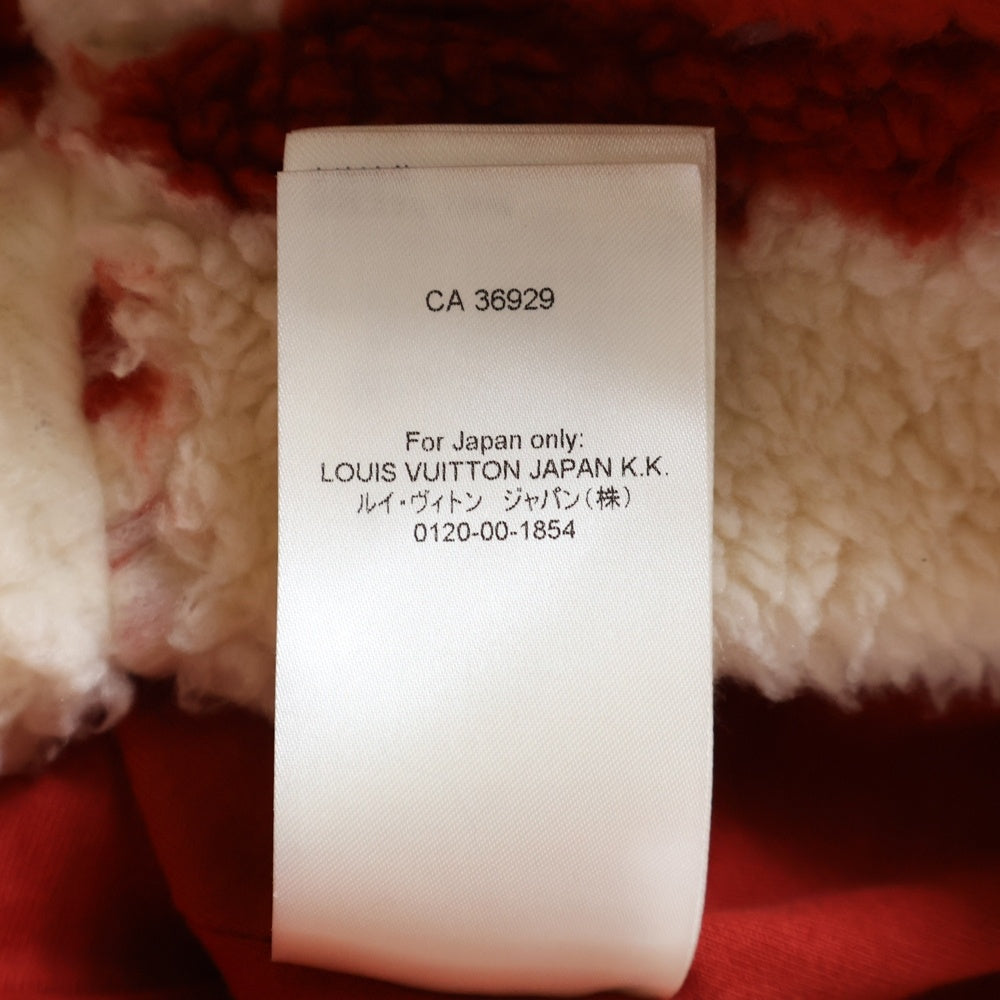 CA 36929
For Japan only:
LOUIS VUITTON JAPAN K.K.
ルイ・ヴィトン　ジャパン（株）
0120-00-1854